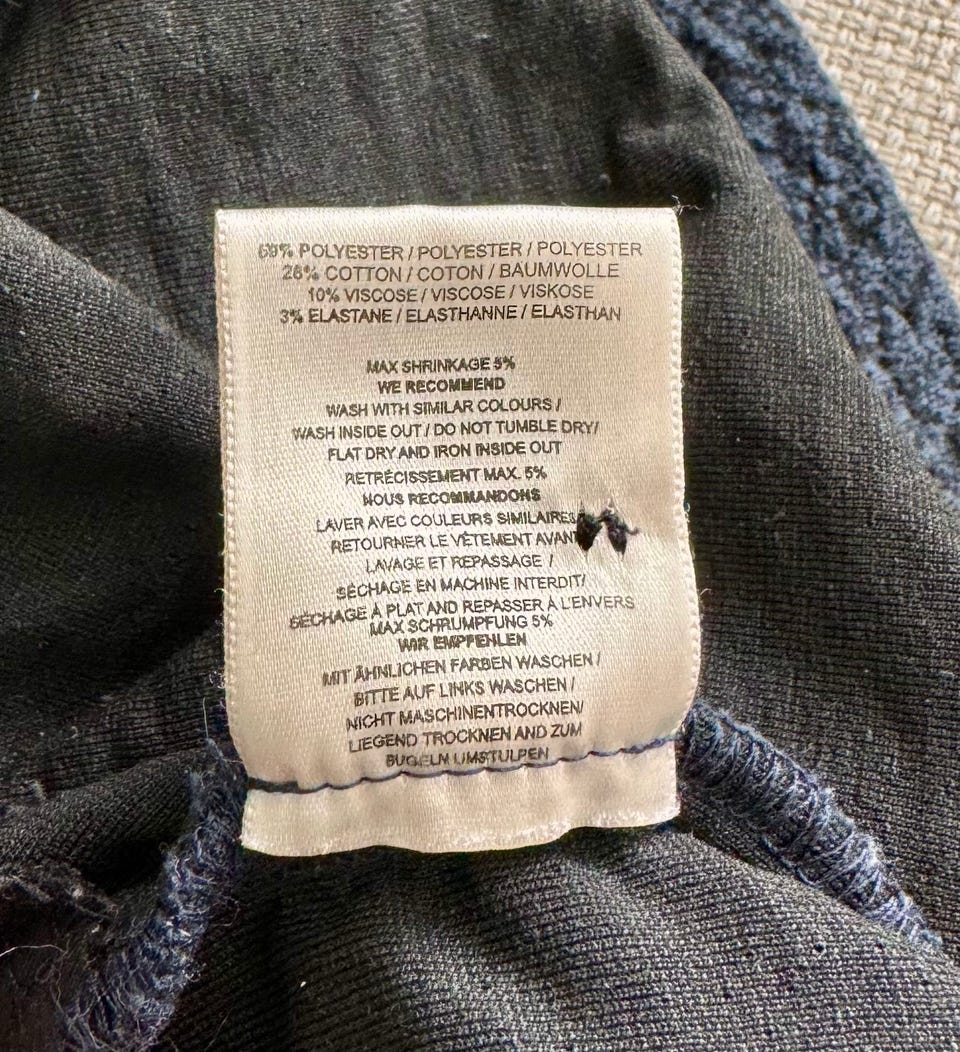 59% POLYESTER / POLYESTER / POLYESTER
28% COTTON / COTON / BAUMWOLLE
10% VISCOSE / VISCOSE / VISKOSE
3% ELASTANE / ELASTHANNE / ELASTHAN
MAX SHRINKAGE 5%
WE RECOMMEND
WASH WITH SIMILAR COLOURS /
WASH INSIDE OUT / DO NOT TUMBLE DRY/
FLAT DRY AND IRON INSIDE OUT
RETRÉCISSEMENT MAX. 5%
NOUS RECOMMANDONS
LAVER AVEC COULEURS SIMILAIRES
RETOURNER LE VÊTEMENT AVANT
LAVAGE ET REPASSAGE /
SÉCHAGE EN MACHINE INTERDIT/
SÉCHAGE À PLAT AND REPASSER À L'ENVERS
MAX SCHRUMPFUNG 5%
WIR EMPFEHLEN
MIT ÄHNLICHEN FARBEN WASCHEN /
BITTE AUF LINKS WASCHEN /
NICHT MASCHINENTROCKNEN/
LIEGEND TROCKNEN AND ZUM
BUGELN UMSTULPEN